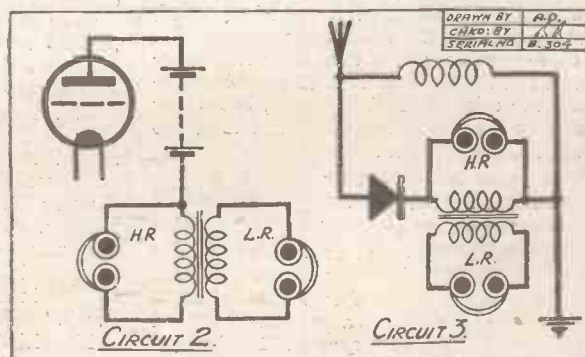 DRAWN BY A.P.
CHKD: BY
SERIAL NO B.304
H.R.
H.R
L.R.
L.R.
CIRCUIT 2.
CIRCUIT 3.